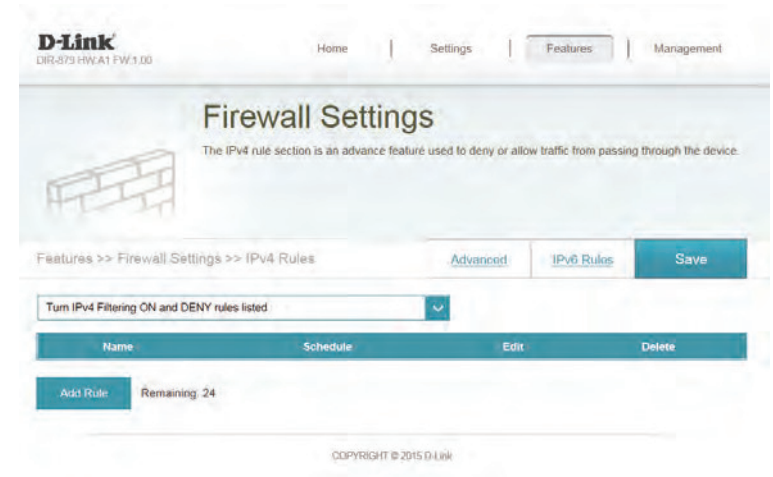 D-Link
DIR-879 HW:A1 FW:1.00
Home | Settings | Features | Management
Firewall Settings
The IPv4 rule section is an advance feature used to deny or allow traffic from passing through the device.
Features >> Firewall Settings >> IPv4 Rules
Advanced
IPv6 Rules
Save
Turn IPv4 Filtering ON and DENY rules listed
Name Schedule Edit Delete
Add Rule
Remaining: 24
COPYRIGHT © 2015 D-Link